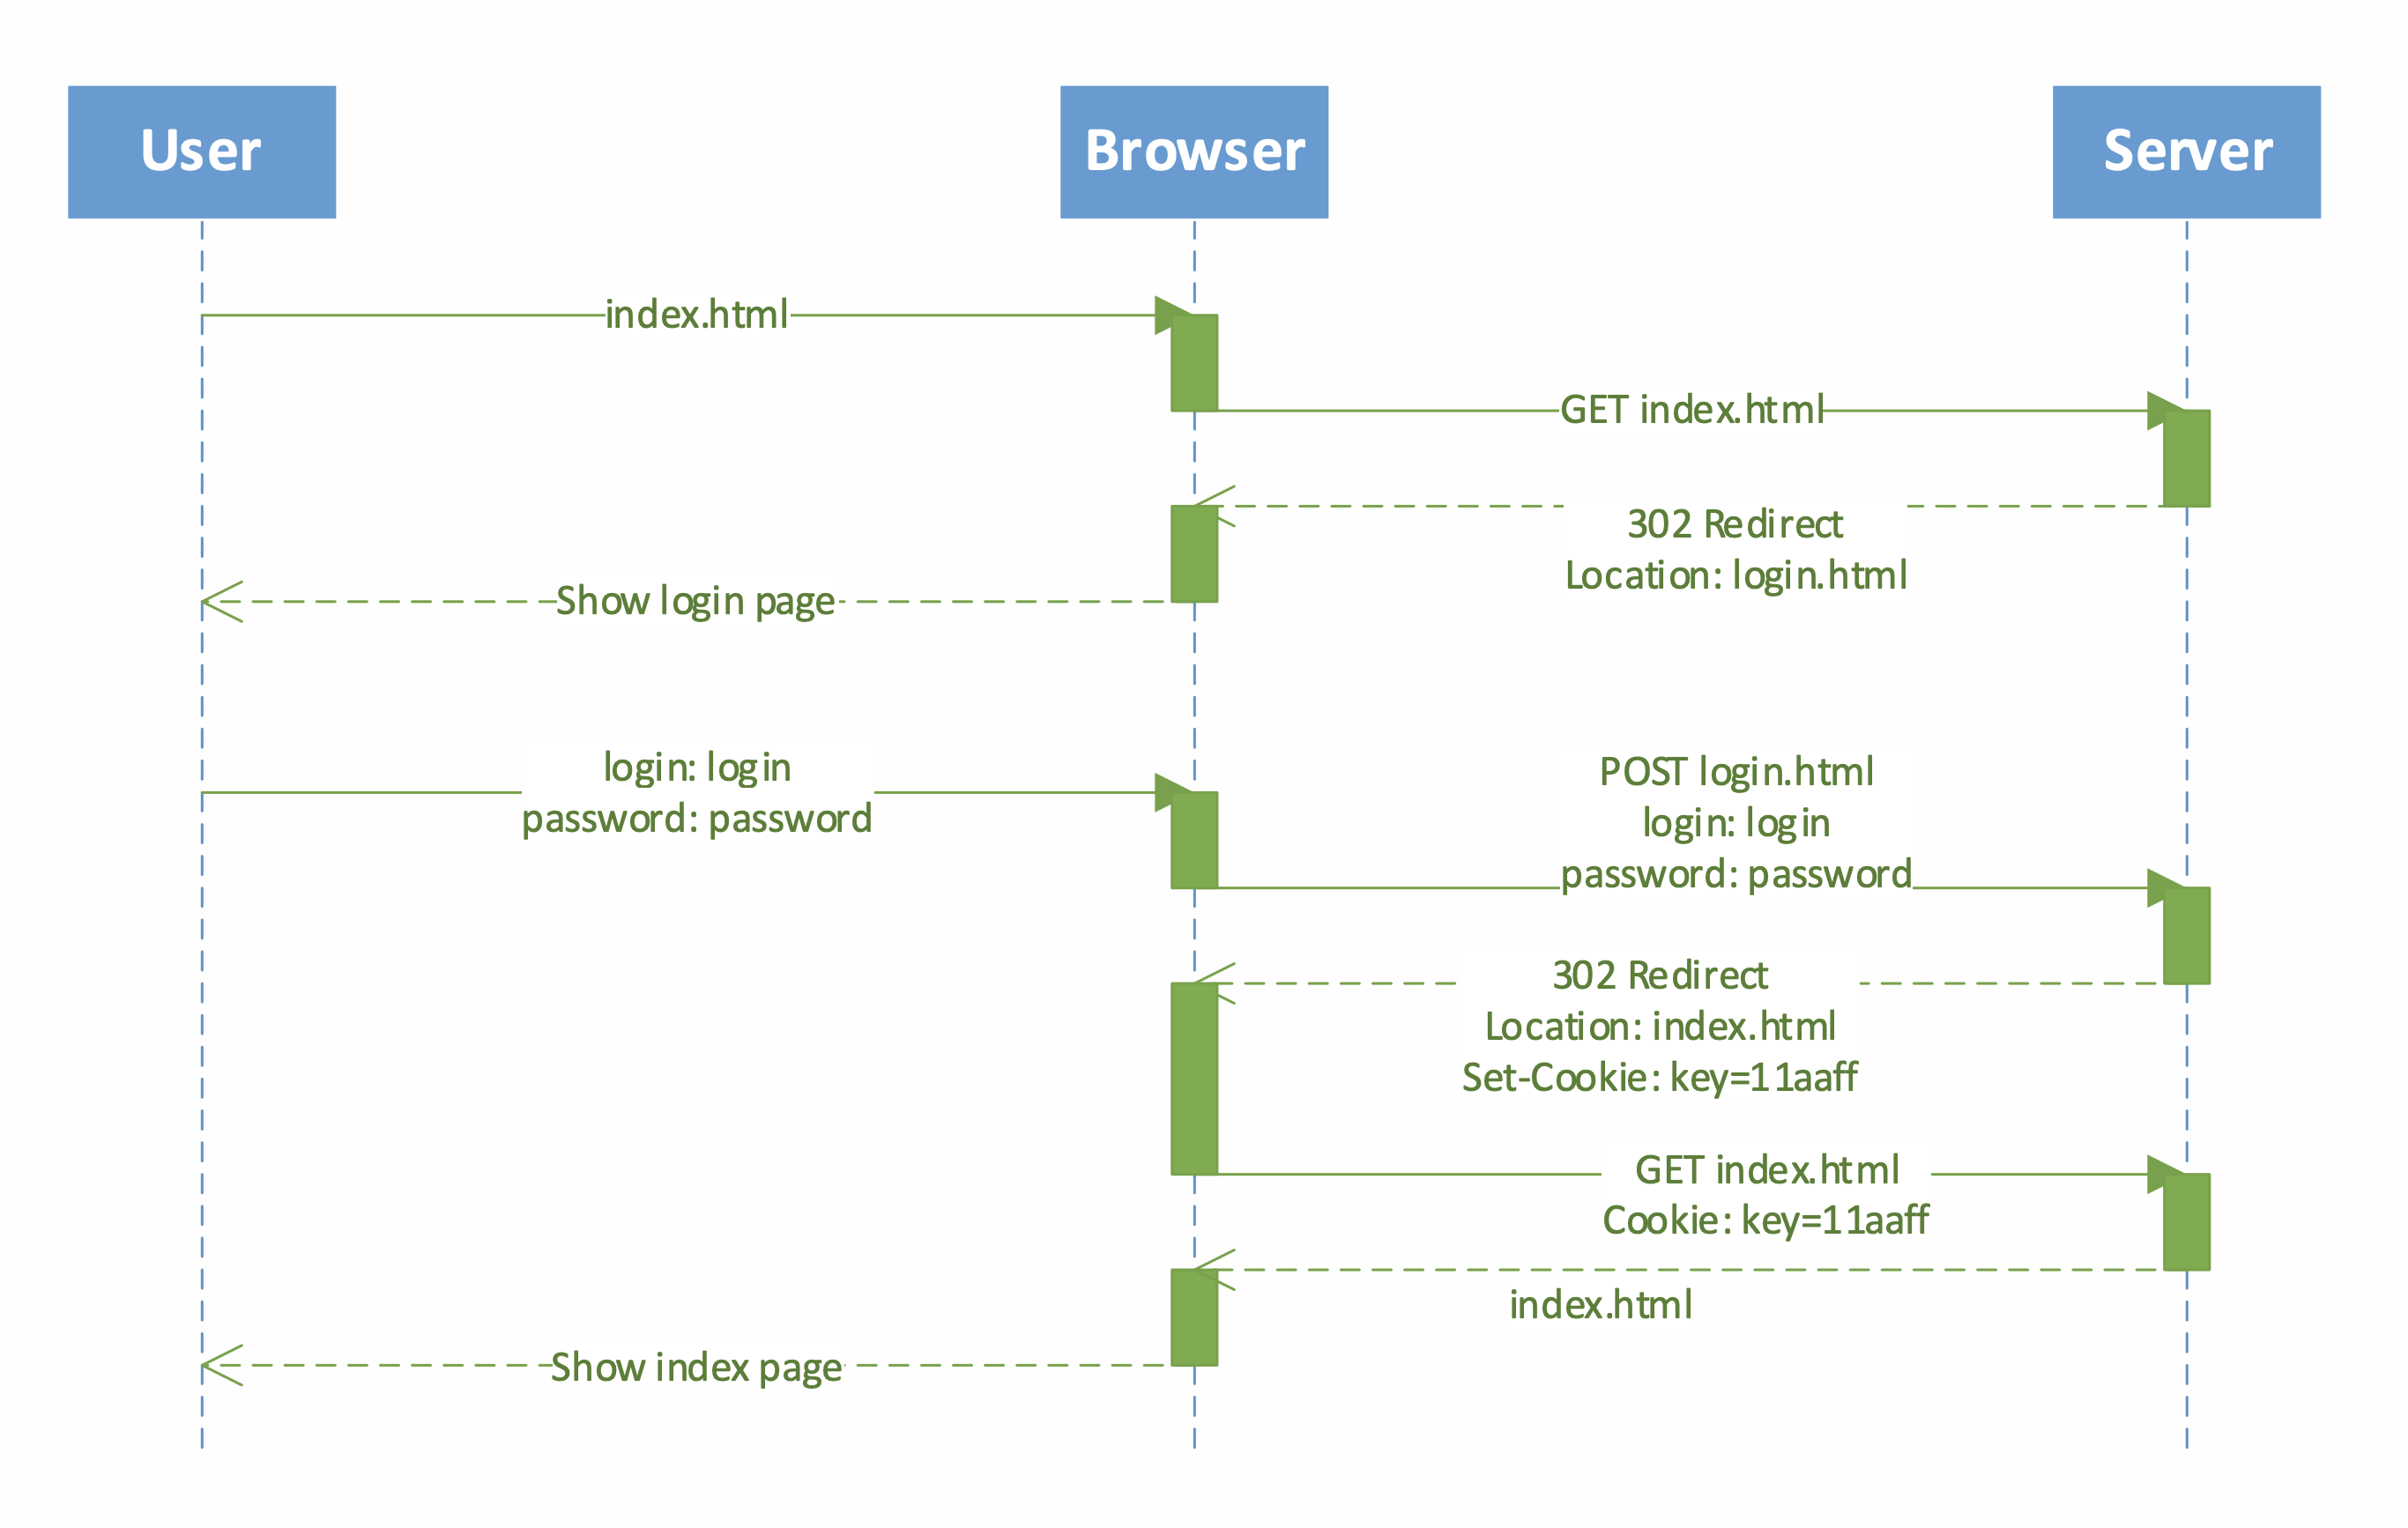 User
Browser
Server
index.html
GET index.html
302 Redirect
Location: login.html
Show login page
login: login
password: password
POST login.html
login: login
password: password
302 Redirect
Location: index.html
Set-Cookie: key=11aaff
GET index.html
Cookie: key=11aaff
index.html
Show index page